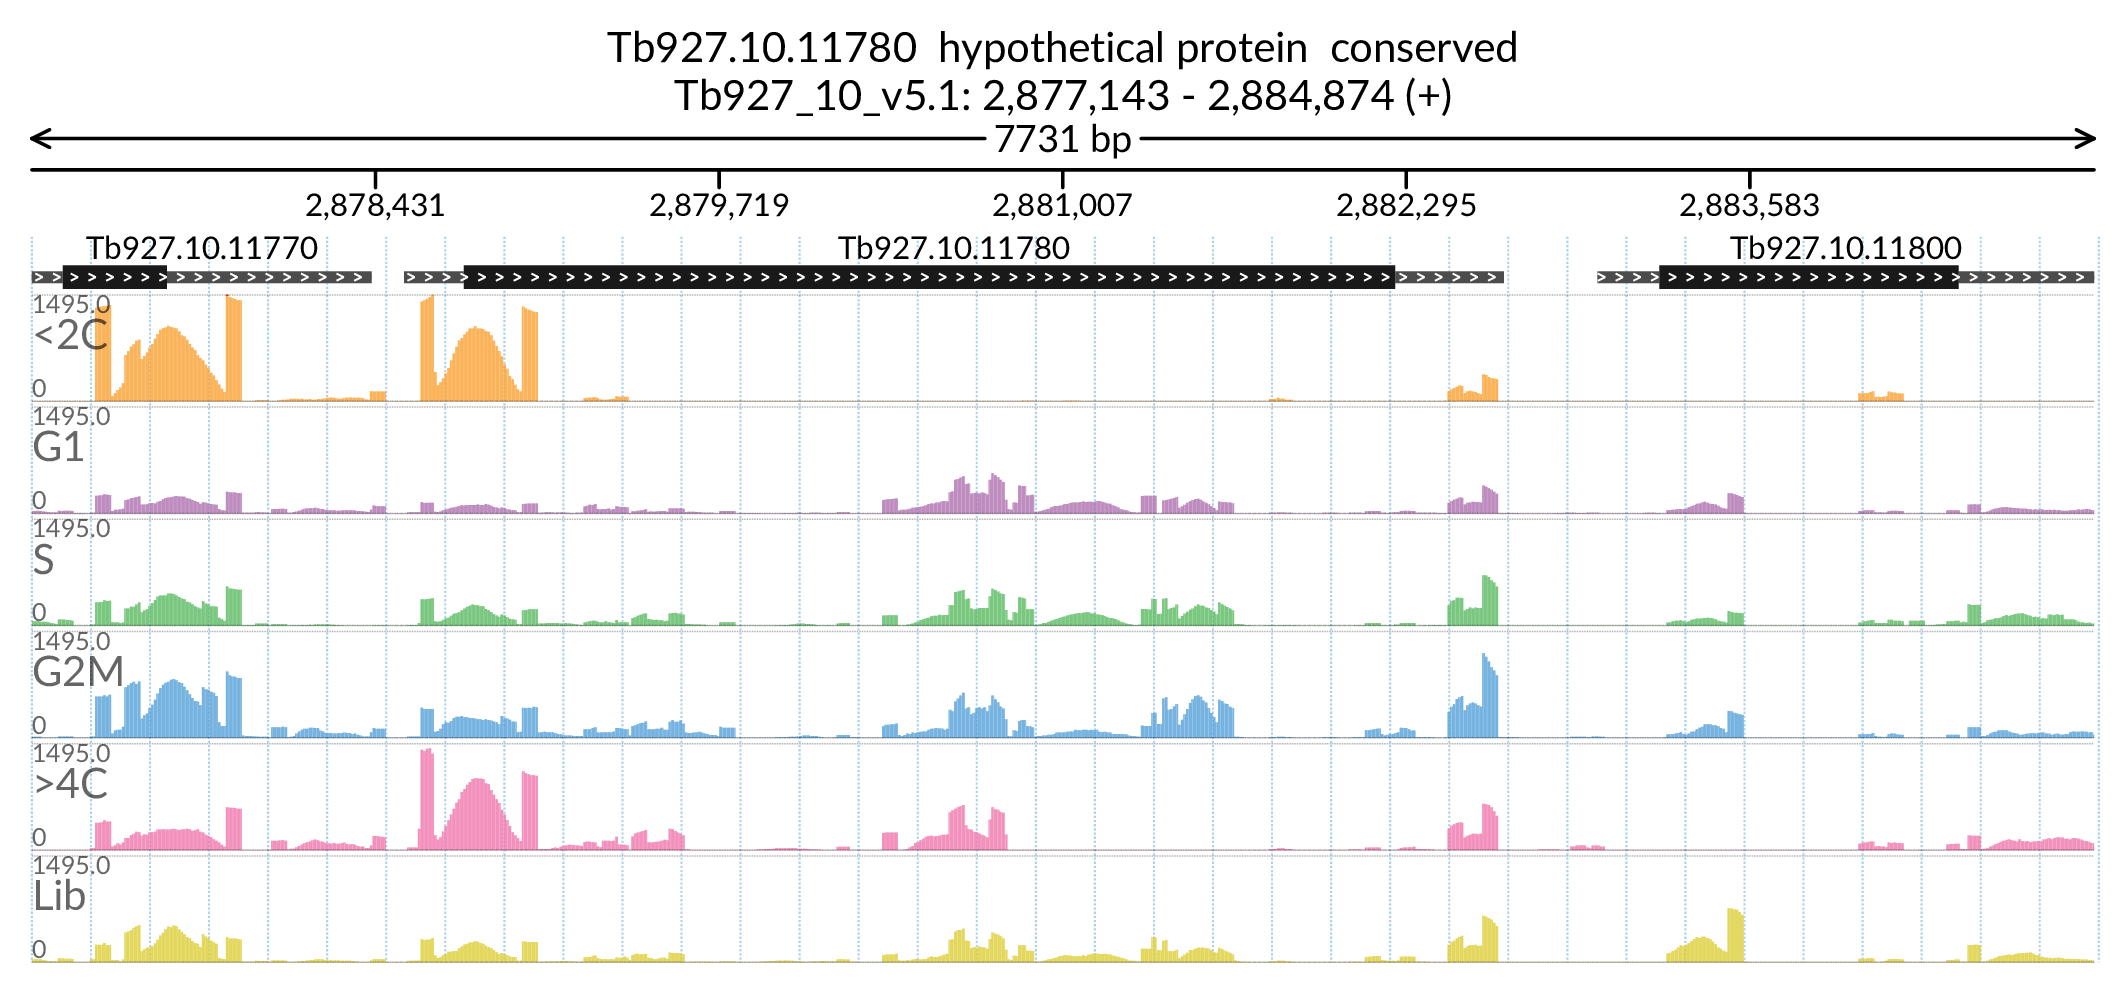 Tb927.10.11780 hypothetical protein conserved
Tb927_10_v5.1: 2,877,143 - 2,884,874 (+)
7731 bp
2,878,431 2,879,719 2,881,007 2,882,295 2,883,583
Tb927.10.11770 Tb927.10.11780 Tb927.10.11800
1495.0
<2C
0
1495.0
G1
0
1495.0
S
0
1495.0
G2M
0
1495.0
>4C
0
1495.0
Lib
0